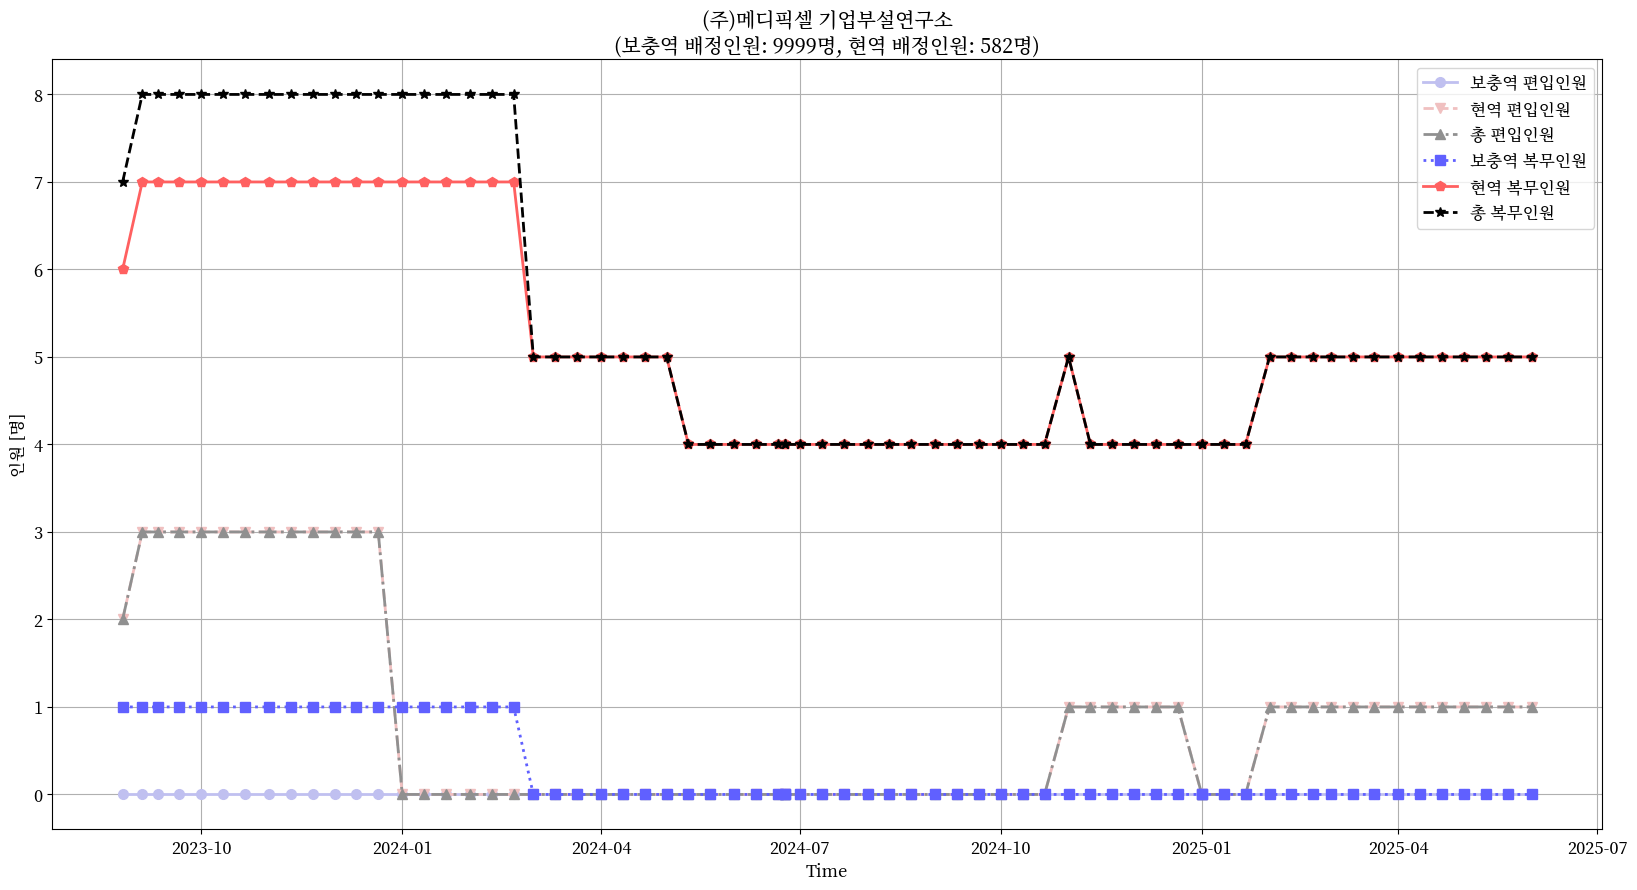 (주)메디픽셀 기업부설연구소
(보충역 배정인원: 9999명, 현역 배정인원: 582명)
보충역 편입인원
현역 편입인원
총 편입인원
보충역 복무인원
현역 복무인원
총 복무인원
인원 [명]
8
7
6
5
4
3
2
1
0
2023-10
2024-01
2024-04
2024-07
2024-10
2025-01
2025-04
2025-07
Time